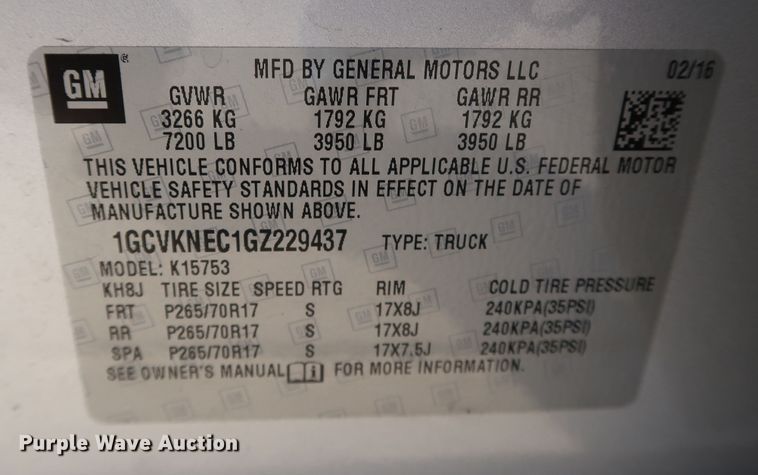 GM
MFD BY GENERAL MOTORS LLC 02/16
GVWR GAWR FRT GAWR RR
3266 KG 1792 KG 1792 KG
7200 LB 3950 LB 3950 LB
THIS VEHICLE CONFORMS TO ALL APPLICABLE U.S. FEDERAL MOTOR
VEHICLE SAFETY STANDARDS IN EFFECT ON THE DATE OF
MANUFACTURE SHOWN ABOVE.
1GCVKNEC1GZ229437 TYPE: TRUCK
MODEL: K15753
KH8J TIRE SIZE SPEED RTG RIM COLD TIRE PRESSURE
FRT P265/70R17 S 17X8J 240KPA(35PSI)
RR P265/70R17 S 17X8J 240KPA(35PSI)
SPA P265/70R17 S 17X7.5J 240KPA(35PSI)
SEE OWNER'S MANUAL i FOR MORE INFORMATION.
Purple Wave Auction